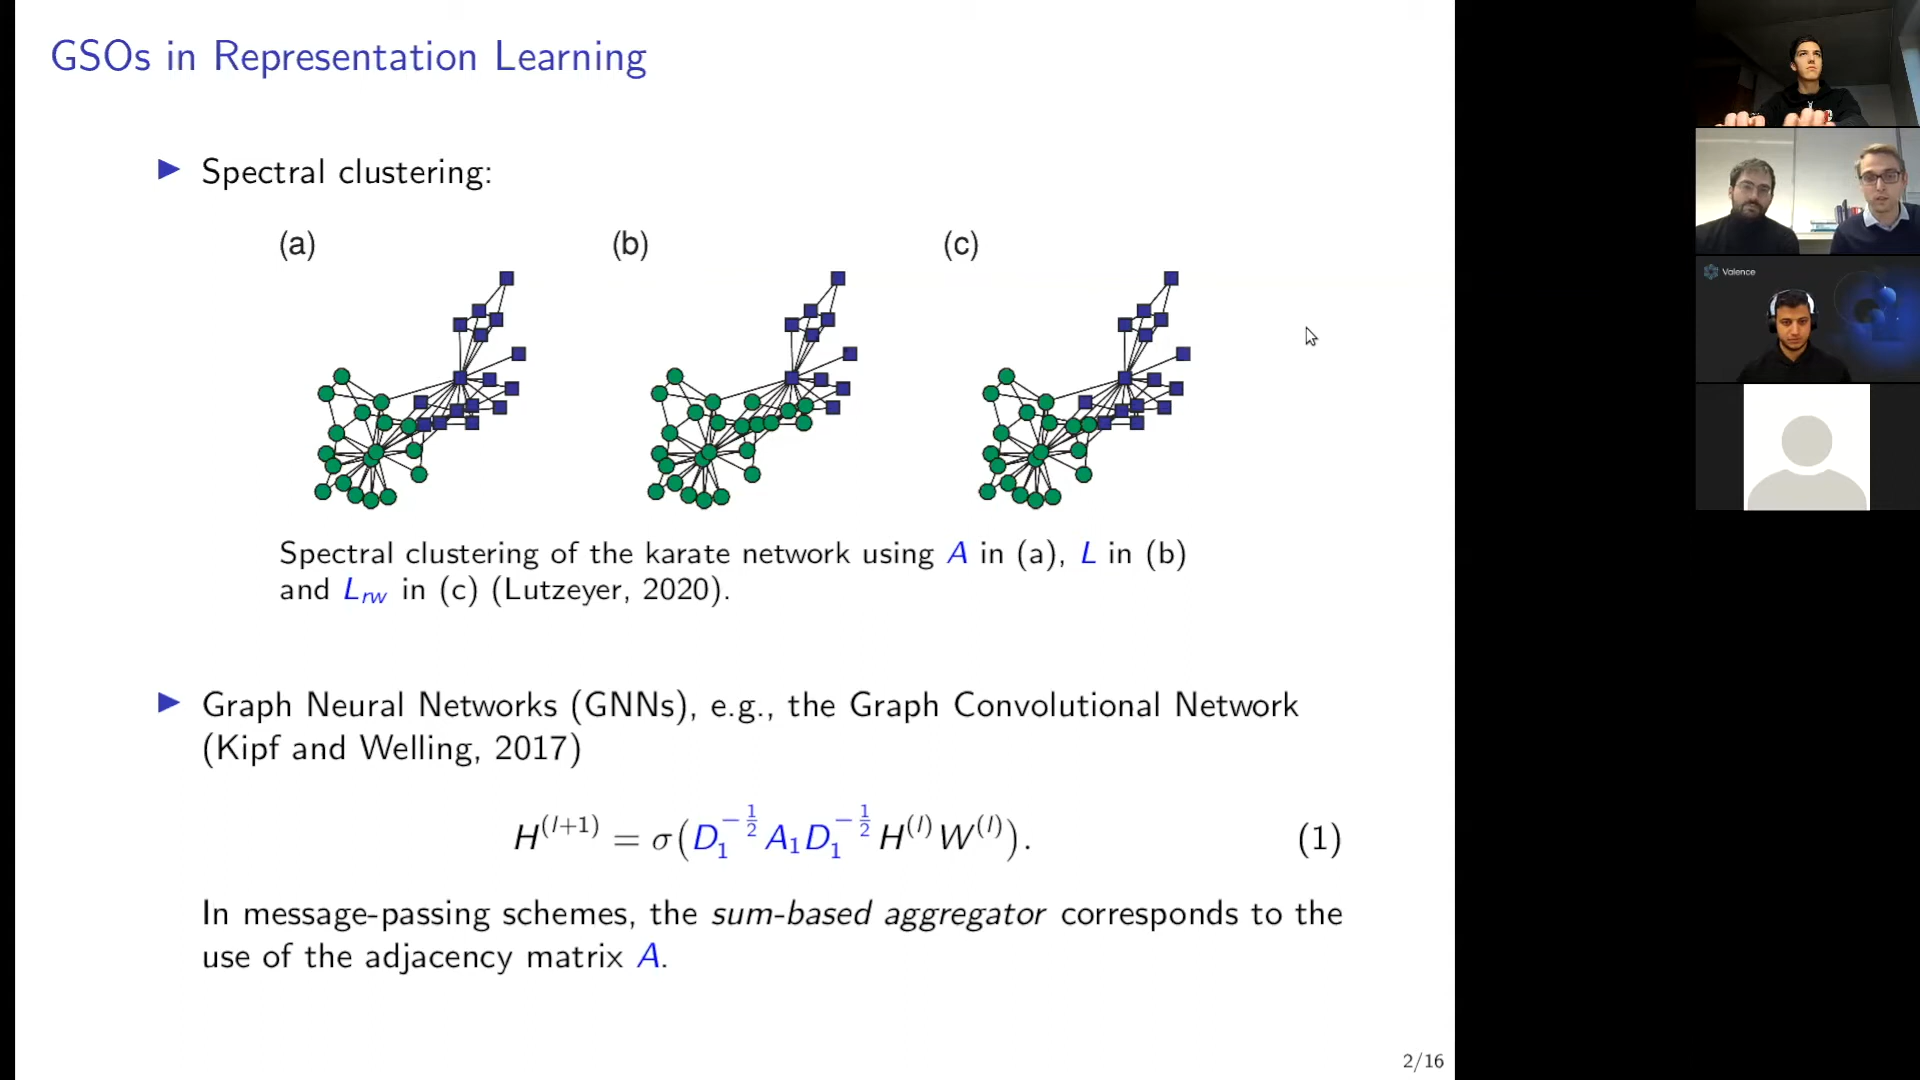 GSOs in Representation Learning
▶ Spectral clustering:
(a) (b) (c)
Spectral clustering of the karate network using A in (a), L in (b)
and L_rw in (c) (Lutzeyer, 2020).
▶ Graph Neural Networks (GNNs), e.g., the Graph Convolutional Network
(Kipf and Welling, 2017)
H^{(l+1)} = σ(D_1^{-1/2} A_1 D_1^{-1/2} H^{(l)} W^{(l)}). (1)
In message-passing schemes, the sum-based aggregator corresponds to the
use of the adjacency matrix A.
2/16
Valence